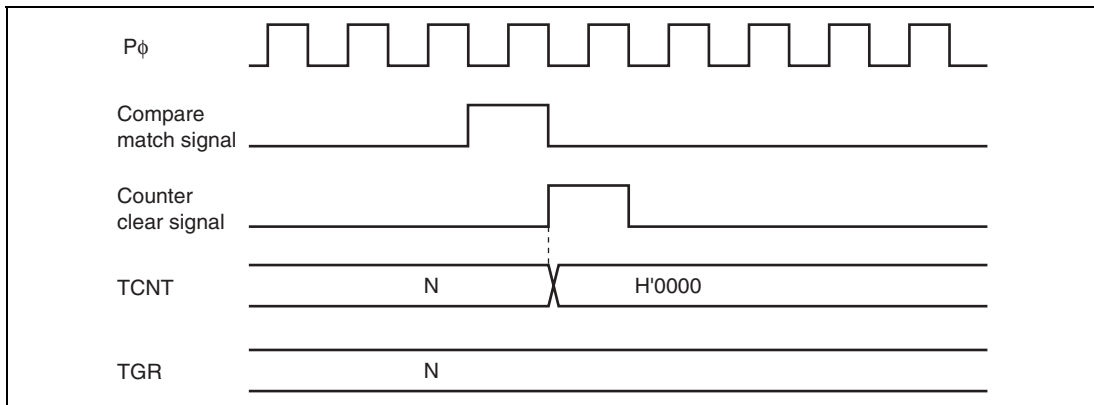 Pϕ
Compare
match signal
Counter
clear signal
TCNT
N
H'0000
TGR
N